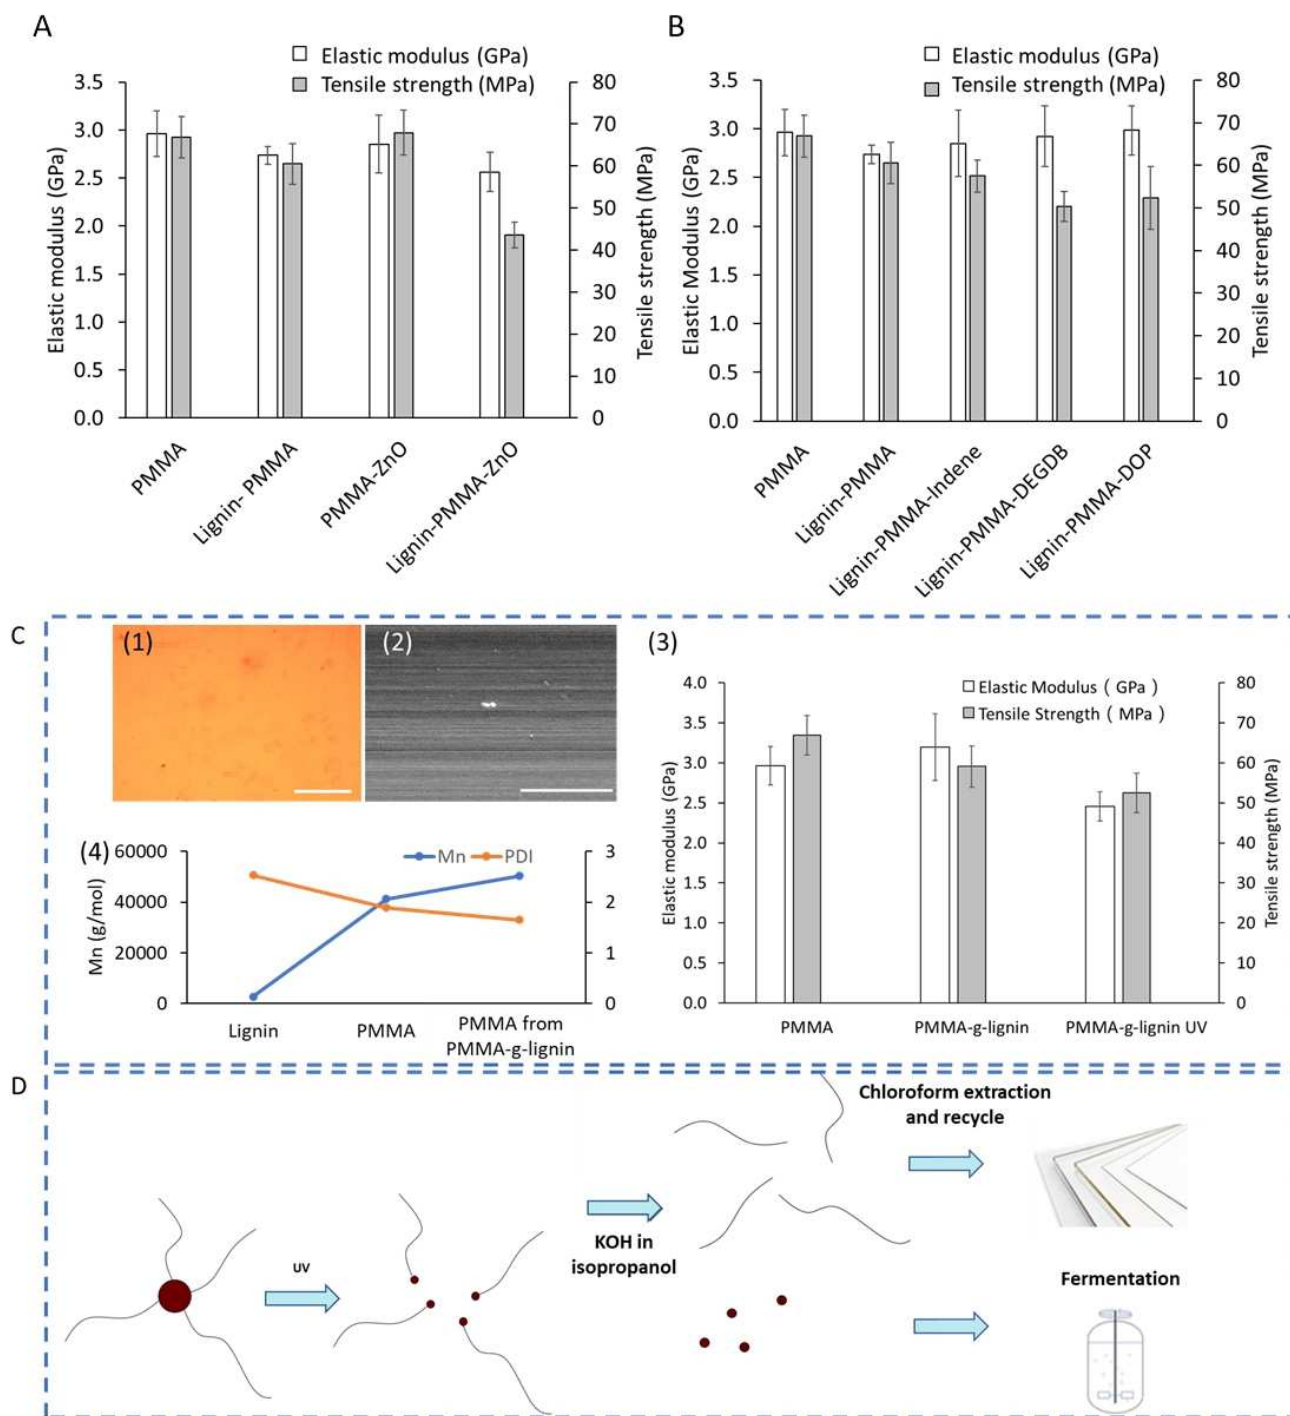 A
Elastic modulus (GPa)
Tensile strength (MPa)
3.5
3.0
2.5
2.0
1.5
1.0
0.5
0.0
Elastic modulus (GPa)
80
70
60
50
40
30
20
10
0
Tensile strength (MPa)
PMMA
Lignin- PMMA
PMMA-ZnO
Lignin-PMMA-ZnO
B
Elastic modulus (GPa)
Tensile strength (MPa)
3.5
3.0
2.5
2.0
1.5
1.0
0.5
0.0
Elastic Modulus (GPa)
80
70
60
50
40
30
20
10
0
Tensile strength (MPa)
PMMA
Lignin-PMMA
Lignin-PMMA-Indene
Lignin-PMMA-DEGDB
Lignin-PMMA-DOP
C
(1)
(2)
(3)
4.0
3.5
3.0
2.5
2.0
1.5
1.0
0.5
0.0
Elastic modulus (GPa)
Elastic Modulus ( GPa )
Tensile Strength ( MPa )
80
70
60
50
40
30
20
10
0
Tensile strength (MPa)
PMMA
PMMA-g-lignin
PMMA-g-lignin UV
(4)
60000
40000
20000
0
Mn (g/mol)
Mn
PDI
3
2
1
0
Lignin
PMMA
PMMA from
PMMA-g-lignin
D
UV
KOH in
isopropanol
Chloroform extraction
and recycle
Fermentation